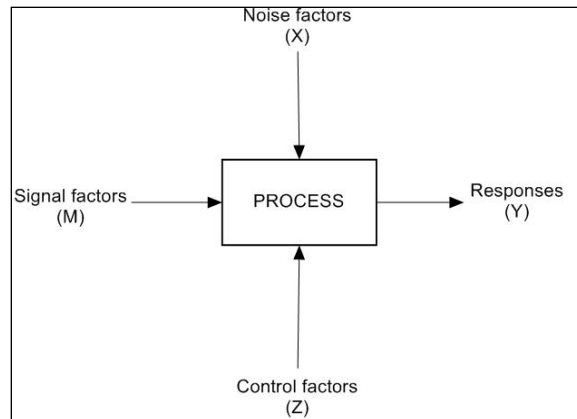 Noise factors
(X)
Signal factors
(M)
PROCESS
Responses
(Y)
Control factors
(Z)